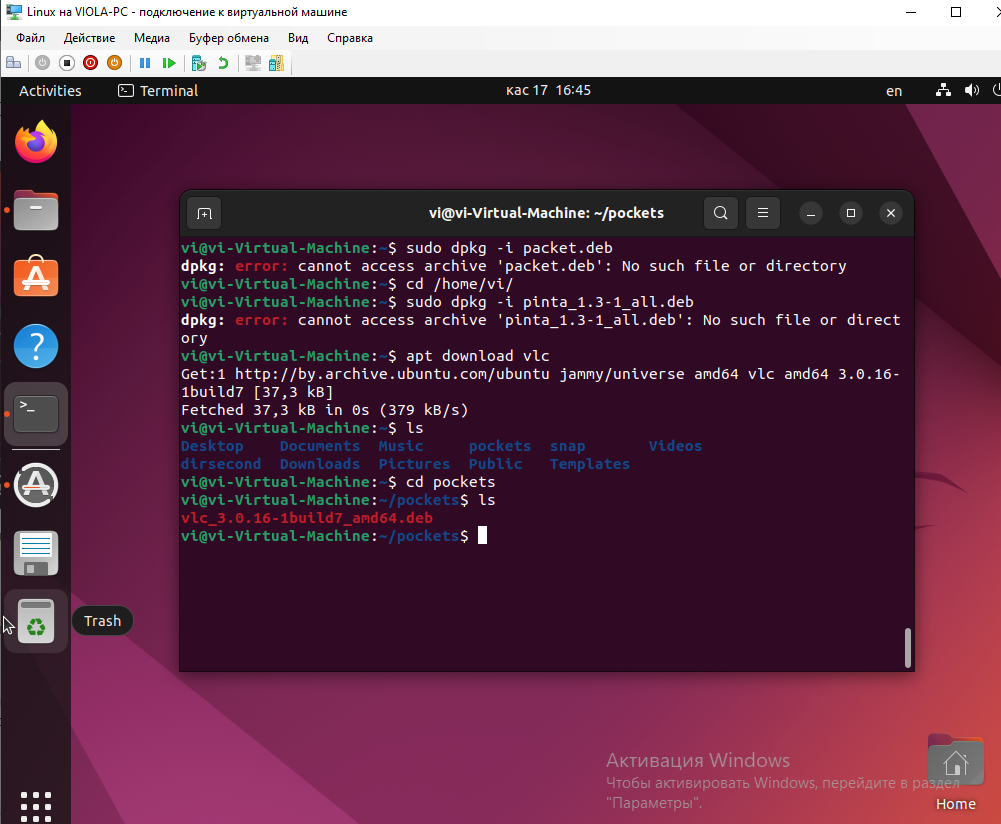 Linux на VIOLA-PC - подключение к виртуальной машине
Файл Действие Медиа Буфер обмена Вид Справка
Activities Terminal кас 17 16:45 en
vi@vi-Virtual-Machine: ~/pockets
vi@vi-Virtual-Machine:~$ sudo dpkg -i packet.deb
dpkg: error: cannot access archive 'packet.deb': No such file or directory
vi@vi-Virtual-Machine:~$ cd /home/vi/
vi@vi-Virtual-Machine:~$ sudo dpkg -i pinta_1.3-1_all.deb
dpkg: error: cannot access archive 'pinta_1.3-1_all.deb': No such file or direct
ory
vi@vi-Virtual-Machine:~$ apt download vlc
Get:1 http://by.archive.ubuntu.com/ubuntu jammy/universe amd64 vlc amd64 3.0.16-
1build7 [37,3 kB]
Fetched 37,3 kB in 0s (379 kB/s)
vi@vi-Virtual-Machine:~$ ls
Desktop Documents Music pockets snap Videos
dirsecond Downloads Pictures Public Templates
vi@vi-Virtual-Machine:~$ cd pockets
vi@vi-Virtual-Machine:~/pockets$ ls
vlc_3.0.16-1build7_amd64.deb
vi@vi-Virtual-Machine:~/pockets$
Trash
Активация Windows
Чтобы активировать Windows, перейдите в раздел
"Параметры".
Home